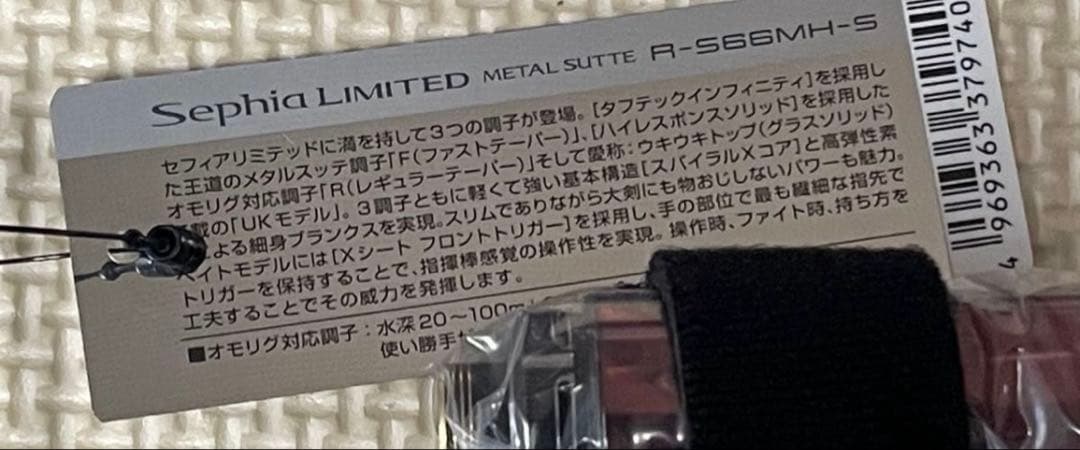 Sephia LIMITED METAL SUTTE R-S66MH-S
セフィアリミテッドに満を持して3つの調子が登場。[タフテックインフィニティ]を採用し
た王道のメタルスッテ調子「F(ファストテーパー)」、[ハイレスポンスソリッド]を採用した
オモリグ対応調子「R(レギュラーテーパー)」そして愛称:ウキウキトップ(グラスソリッド)
載の「UKモデル」。3調子ともに軽くて強い基本構造[スパイラルXコア]と高弾性素
よる細身ブランクスを実現。スリムでありながら大剣にも物おじしないパワーも魅力。
ベイトモデルには[Xシート フロントトリガー]を採用し、手の部位で最も繊細な指先で
トリガーを保持することで、指揮棒感覚の操作性を実現。操作時、ファイト時、持ち方を
工夫することでその威力を発揮します。
■オモリグ対応調子:水深20〜100m
使い勝手
4 969363 379740